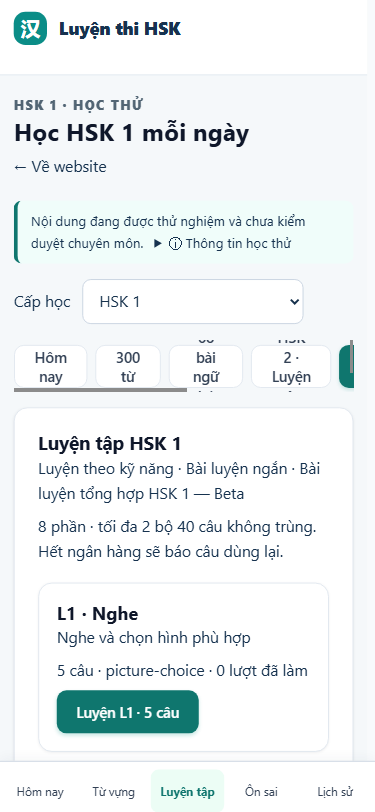 汉 Luyện thi HSK
HSK 1 · HỌC THỬ
Học HSK 1 mỗi ngày
← Về website
Nội dung đang được thử nghiệm và chưa kiểm
duyệt chuyên môn. ▶ ⓘ Thông tin học thử
Cấp học HSK 1
Hôm
nay
300
từ
bài
ngữ
2 ·
Luyện
Luyện tập HSK 1
Luyện theo kỹ năng · Bài luyện ngắn · Bài
luyện tổng hợp HSK 1 — Beta
8 phần · tối đa 2 bộ 40 câu không trùng.
Hết ngân hàng sẽ báo câu dùng lại.
L1 · Nghe
Nghe và chọn hình phù hợp
5 câu · picture-choice · 0 lượt đã làm
Luyện L1 · 5 câu
Hôm nay Từ vựng Luyện tập Ôn sai Lịch sử